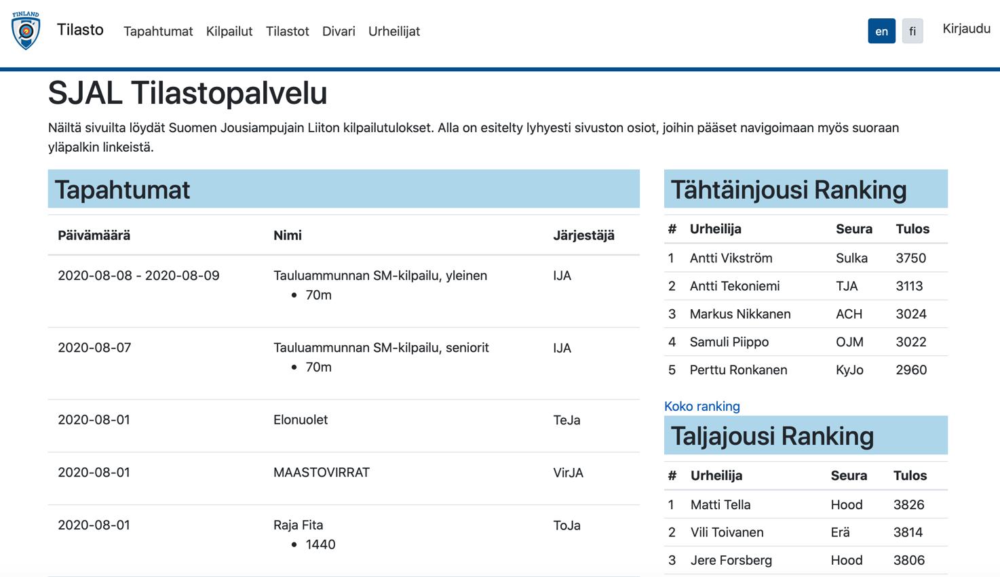 FINLAND
Tilasto Tapahtumat Kilpailut Tilastot Divari Urheilijat en fi Kirjaudu
SJAL Tilastopalvelu
Näiltä sivuilta löydät Suomen Jousiampujain Liiton kilpailutulokset. Alla on esitelty lyhyesti sivuston osiot, joihin pääset navigoimaan myös suoraan
yläpalkin linkeistä.
Tapahtumat
Päivämäärä Nimi Järjestäjä
2020-08-08 - 2020-08-09 Tauluammunnan SM-kilpailu, yleinen IJA
• 70m
2020-08-07 Tauluammunnan SM-kilpailu, seniorit IJA
• 70m
2020-08-01 Elonuolet TeJa
2020-08-01 MAASTOVIRRAT VirJA
2020-08-01 Raja Fita ToJa
• 1440
Tähtäinjousi Ranking
# Urheilija Seura Tulos
1 Antti Vikström Sulka 3750
2 Antti Tekoniemi TJA 3113
3 Markus Nikkanen ACH 3024
4 Samuli Piippo OJM 3022
5 Perttu Ronkanen KyJo 2960
Koko ranking
Taljajousi Ranking
# Urheilija Seura Tulos
1 Matti Tella Hood 3826
2 Vili Toivanen Erä 3814
3 Jere Forsberg Hood 3806